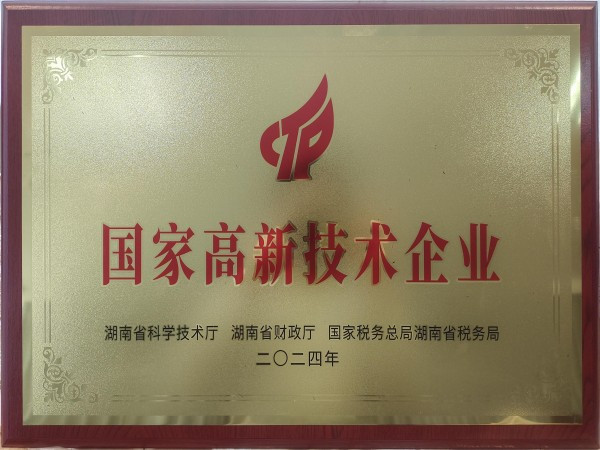 国家高新技术企业
湖南省科学技术厅 湖南省财政厅 国家税务总局湖南省税务局
二〇二四年